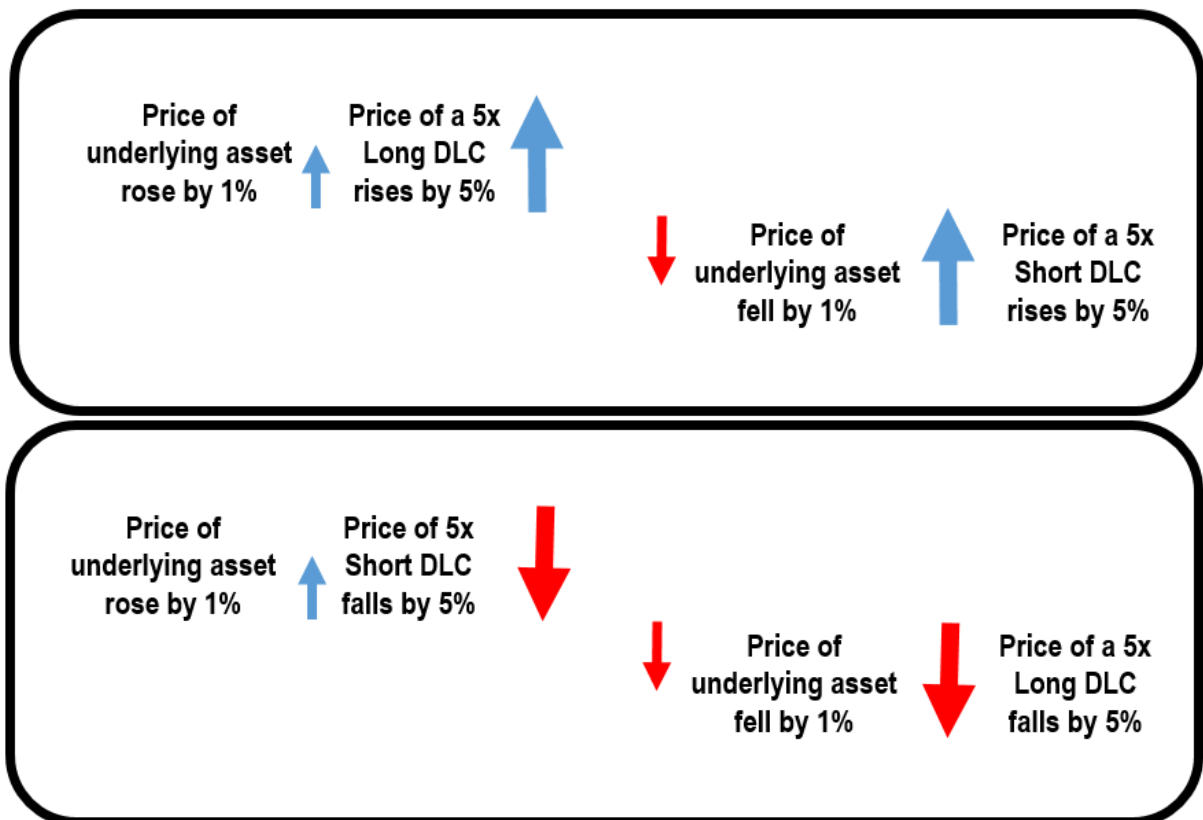 Price of
underlying asset
rose by 1%
Price of a 5x
Long DLC
rises by 5%
Price of
underlying asset
fell by 1%
Price of a 5x
Short DLC
rises by 5%
Price of
underlying asset
rose by 1%
Price of 5x
Short DLC
falls by 5%
Price of
underlying asset
fell by 1%
Price of a 5x
Long DLC
falls by 5%